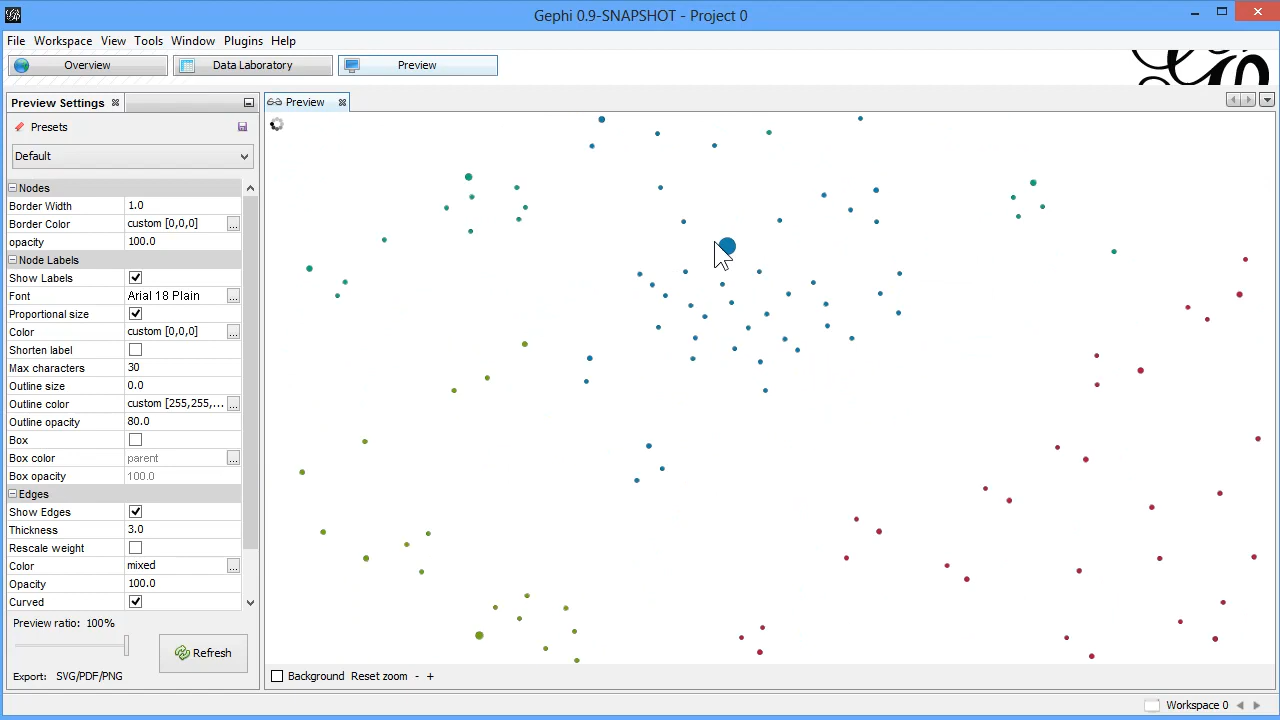 Gephi 0.9-SNAPSHOT - Project 0
File Workspace View Tools Window Plugins Help
Overview Data Laboratory Preview
Preview Settings
Presets
Default
Nodes
Border Width 1.0
Border Color custom [0,0,0] ...
opacity 100.0
Node Labels
Show Labels
Font Arial 18 Plain ...
Proportional size
Color custom [0,0,0] ...
Shorten label
Max characters 30
Outline size 0.0
Outline color custom [255,255,... ...
Outline opacity 80.0
Box
Box color parent ...
Box opacity 100.0
Edges
Show Edges
Thickness 3.0
Rescale weight
Color mixed ...
Opacity 100.0
Curved
Preview ratio: 100%
Refresh
Export: SVG/PDF/PNG
Preview
Background Reset zoom - +
Workspace 0